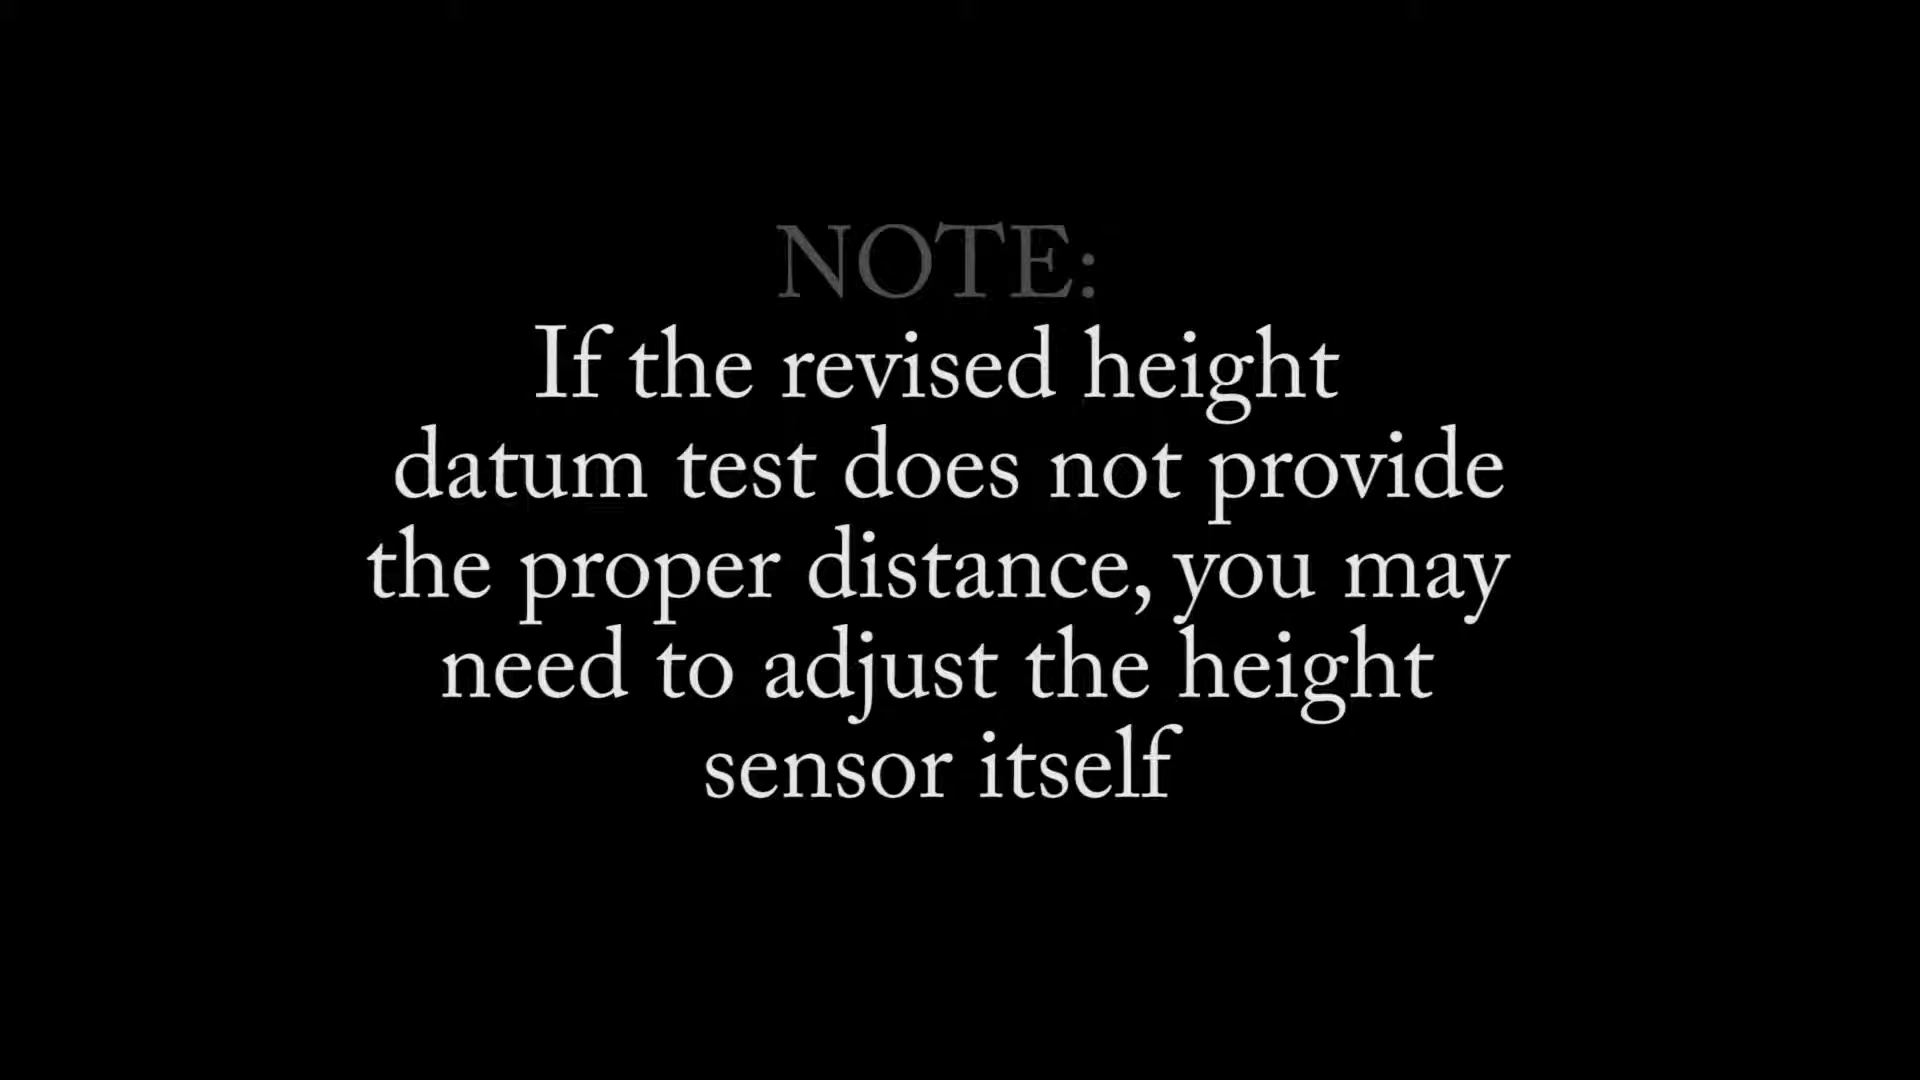 NOTE:
If the revised height
datum test does not provide
the proper distance, you may
need to adjust the height
sensor itself